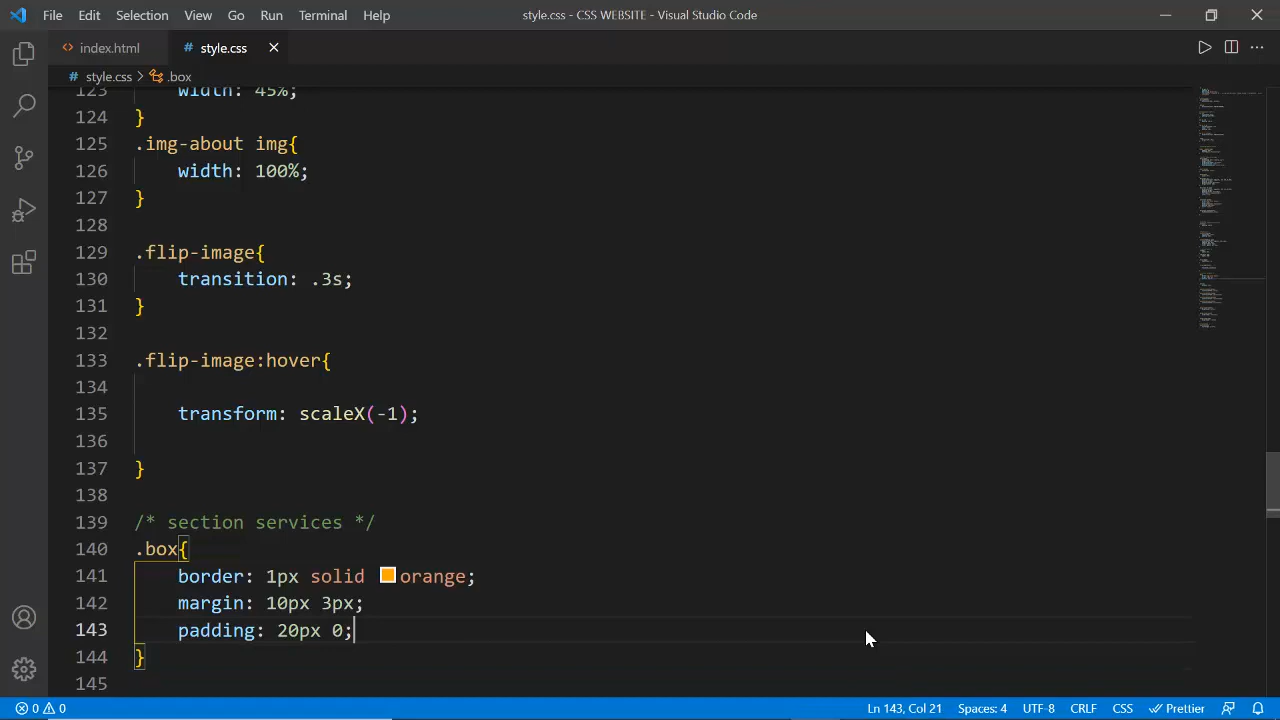 File Edit Selection View Go Run Terminal Help style.css - CSS WEBSITE - Visual Studio Code
index.html # style.css
# style.css > .box
123 width: 45%;
124 }
125 .img-about img{
126 width: 100%;
127 }
128
129 .flip-image{
130 transition: .3s;
131 }
132
133 .flip-image:hover{
134
135 transform: scaleX(-1);
136
137 }
138
139 /* section services */
140 .box{
141 border: 1px solid orange;
142 margin: 10px 3px;
143 padding: 20px 0;
144 }
145
0 0 Ln 143, Col 21 Spaces: 4 UTF-8 CRLF CSS Prettier